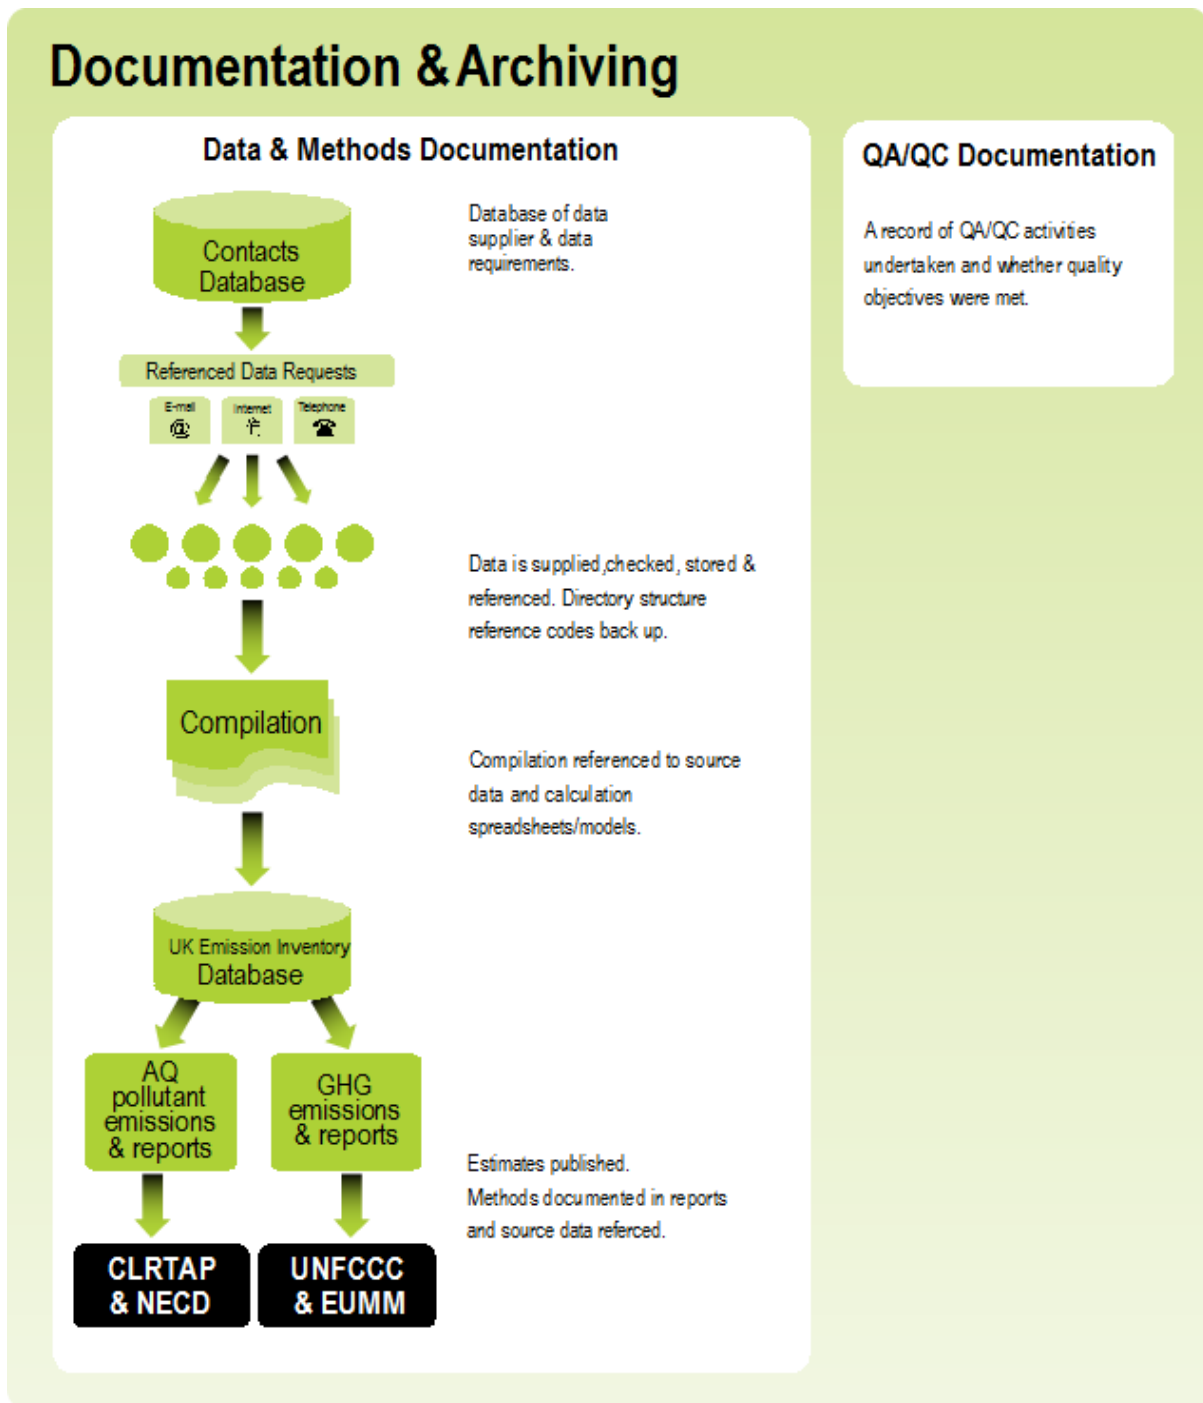 Documentation & Archiving
Data & Methods Documentation
Contacts
Database
Database of data
supplier & data
requirements.
Referenced Data Requests
E-mail
@
Internet
Telephone
Data is supplied,checked, stored &
referenced. Directory structure
reference codes back up.
Compilation
Compilation referenced to source
data and calculation
spreadsheets/models.
UK Emission Inventory
Database
AQ
pollutant
emissions
& reports
GHG
emissions
& reports
Estimates published.
Methods documented in reports
and source data referced.
CLRTAP
& NECD
UNFCCC
& EUMM
QA/QC Documentation
A record of QA/QC activities
undertaken and whether quality
objectives were met.